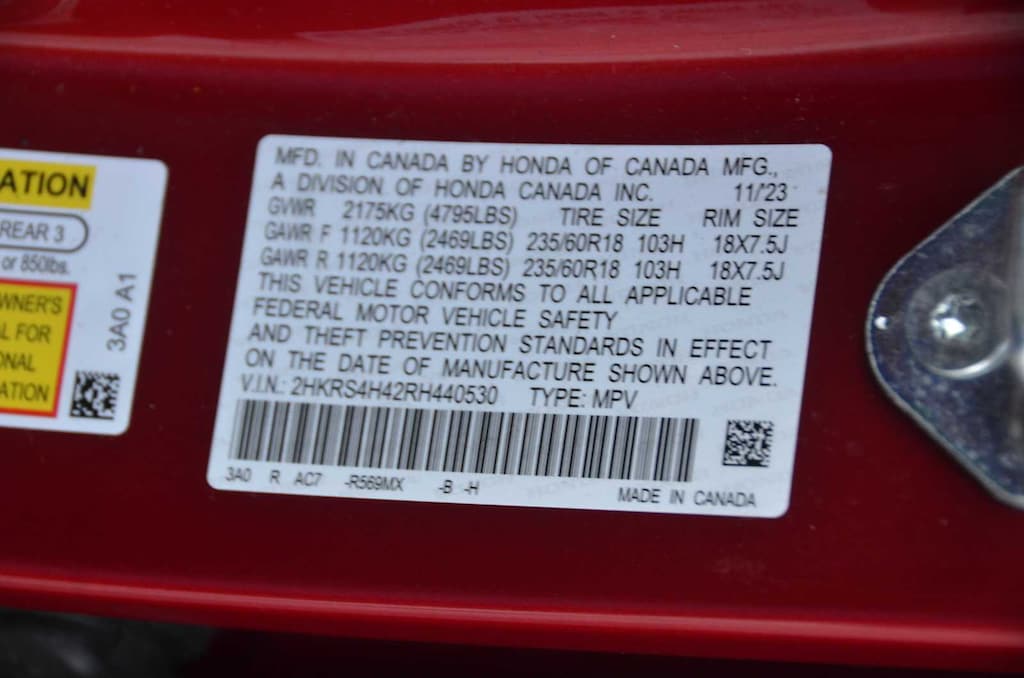 ATION
REAR 3
or 850lbs.
WNER'S
AL FOR
ONAL
ATION
3A0 A1
MFD. IN CANADA BY HONDA OF CANADA MFG.,
A DIVISION OF HONDA CANADA INC. 11/23
GVWR 2175KG (4795LBS) TIRE SIZE RIM SIZE
GAWR F 1120KG (2469LBS) 235/60R18 103H 18X7.5J
GAWR R 1120KG (2469LBS) 235/60R18 103H 18X7.5J
THIS VEHICLE CONFORMS TO ALL APPLICABLE
FEDERAL MOTOR VEHICLE SAFETY
AND THEFT PREVENTION STANDARDS IN EFFECT
ON THE DATE OF MANUFACTURE SHOWN ABOVE.
V.I.N.: 2HKRS4H42RH440530 TYPE: MPV
3A0 R AC7 -R569MX -B -H
MADE IN CANADA